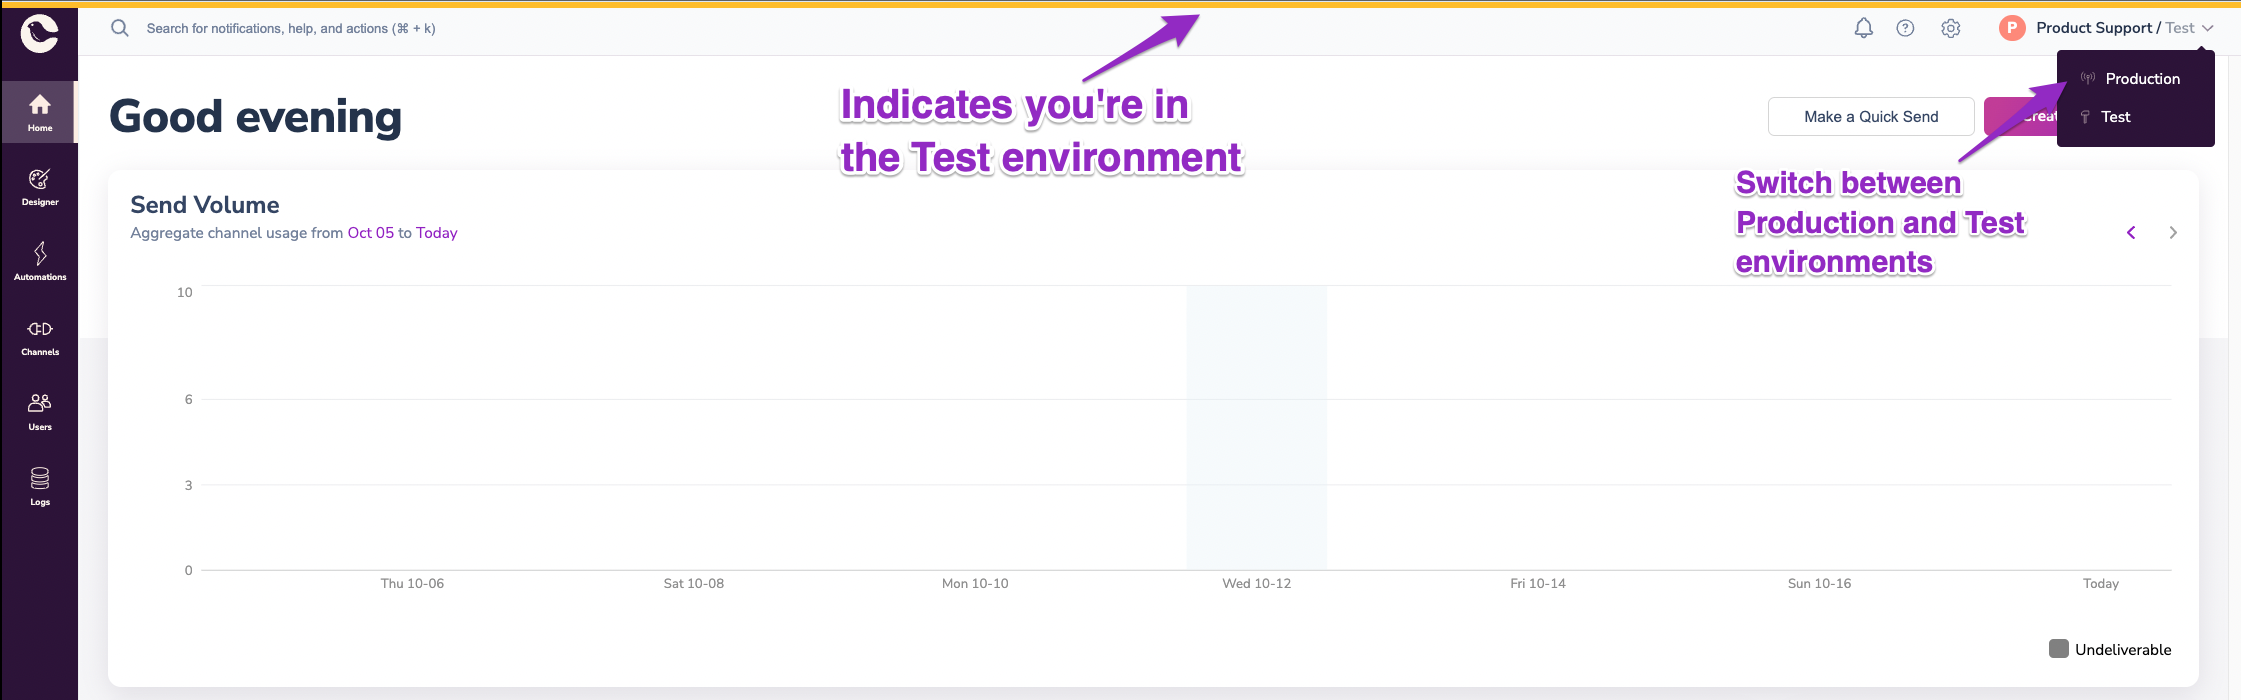 Search for notifications, help, and actions (⌘ + k)
P
Product Support / Test
Production
Test
Home
Good evening
Indicates you're in
the Test environment
Make a Quick Send
Switch between
Production and Test
environments
Designer
Send Volume
Aggregate channel usage from Oct 05 to Today
Automations
Channels
Users
Logs
10
6
3
0
Thu 10-06
Sat 10-08
Mon 10-10
Wed 10-12
Fri 10-14
Sun 10-16
Today
Undeliverable